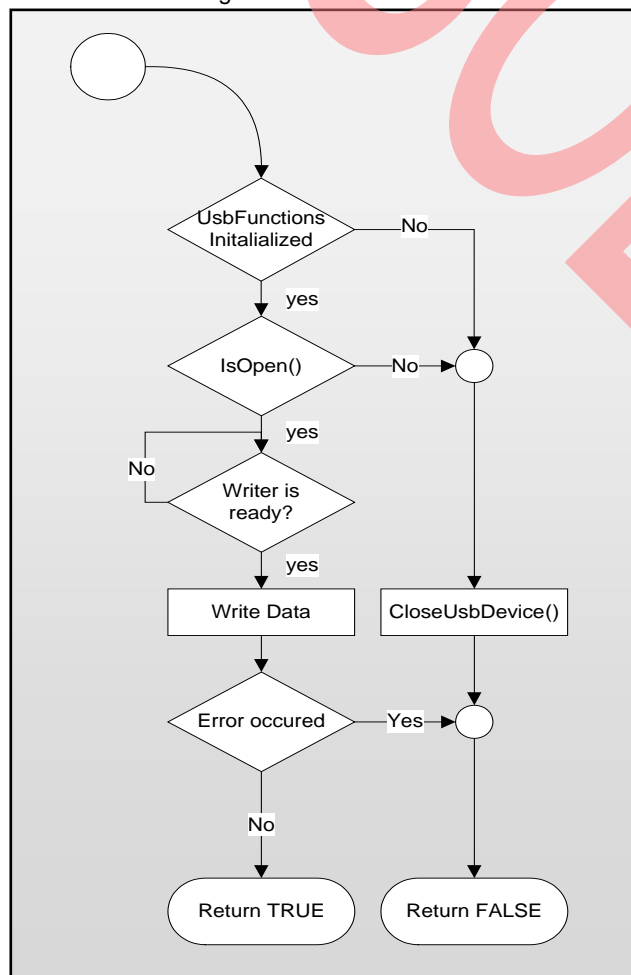 UsbFunctions
Initalialized
No
yes
IsOpen()
No
yes
No
Writer is
ready?
yes
Write Data
CloseUsbDevice()
Error occured
Yes
No
Return TRUE
Return FALSE